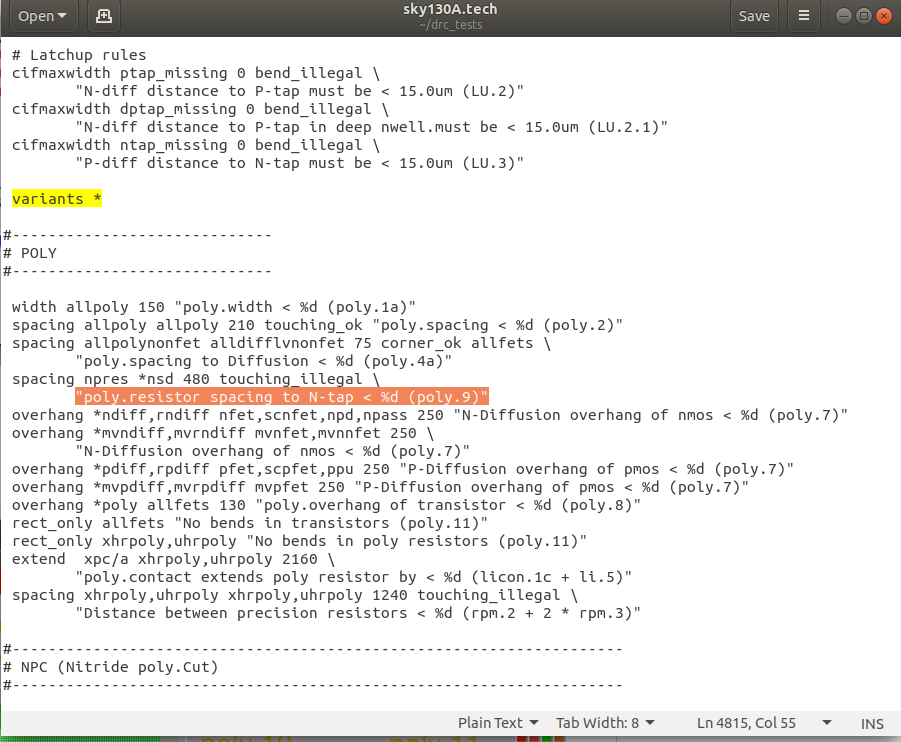 Open
sky130A.tech
~/drc_tests
Save
# Latchup rules
cifmaxwidth ptap_missing 0 bend_illegal \
"N-diff distance to P-tap must be < 15.0um (LU.2)"
cifmaxwidth dptap_missing 0 bend_illegal \
"N-diff distance to P-tap in deep nwell.must be < 15.0um (LU.2.1)"
cifmaxwidth ntap_missing 0 bend_illegal \
"P-diff distance to N-tap must be < 15.0um (LU.3)"
variants *
#-----------------------------
# POLY
#-----------------------------
width allpoly 150 "poly.width < %d (poly.1a)"
spacing allpoly allpoly 210 touching_ok "poly.spacing < %d (poly.2)"
spacing allpolynonfet alldifflvnonfet 75 corner_ok allfets \
"poly.spacing to Diffusion < %d (poly.4a)"
spacing npres *nsd 480 touching_illegal \
"poly.resistor spacing to N-tap < %d (poly.9)"
overhang *ndiff,rndiff nfet,scnfet,npd,npass 250 "N-Diffusion overhang of nmos < %d (poly.7)"
overhang *mvndiff,mvrndiff mvnfet,mvnnfet 250 \
"N-Diffusion overhang of nmos < %d (poly.7)"
overhang *pdiff,rpdiff pfet,scpfet,ppu 250 "P-Diffusion overhang of pmos < %d (poly.7)"
overhang *mvpdiff,mvrpdiff mvpfet 250 "P-Diffusion overhang of pmos < %d (poly.7)"
overhang *poly allfets 130 "poly.overhang of transistor < %d (poly.8)"
rect_only allfets "No bends in transistors (poly.11)"
rect_only xhrpoly,uhrpoly "No bends in poly resistors (poly.11)"
extend  xpc/a xhrpoly,uhrpoly 2160 \
"poly.contact extends poly resistor by < %d (licon.1c + li.5)"
spacing xhrpoly,uhrpoly xhrpoly,uhrpoly 1240 touching_illegal \
"Distance between precision resistors < %d (rpm.2 + 2 * rpm.3)"
#--------------------------------------------------------------------
# NPC (Nitride poly.Cut)
#--------------------------------------------------------------------
Plain Text Tab Width: 8 Ln 4815, Col 55 INS